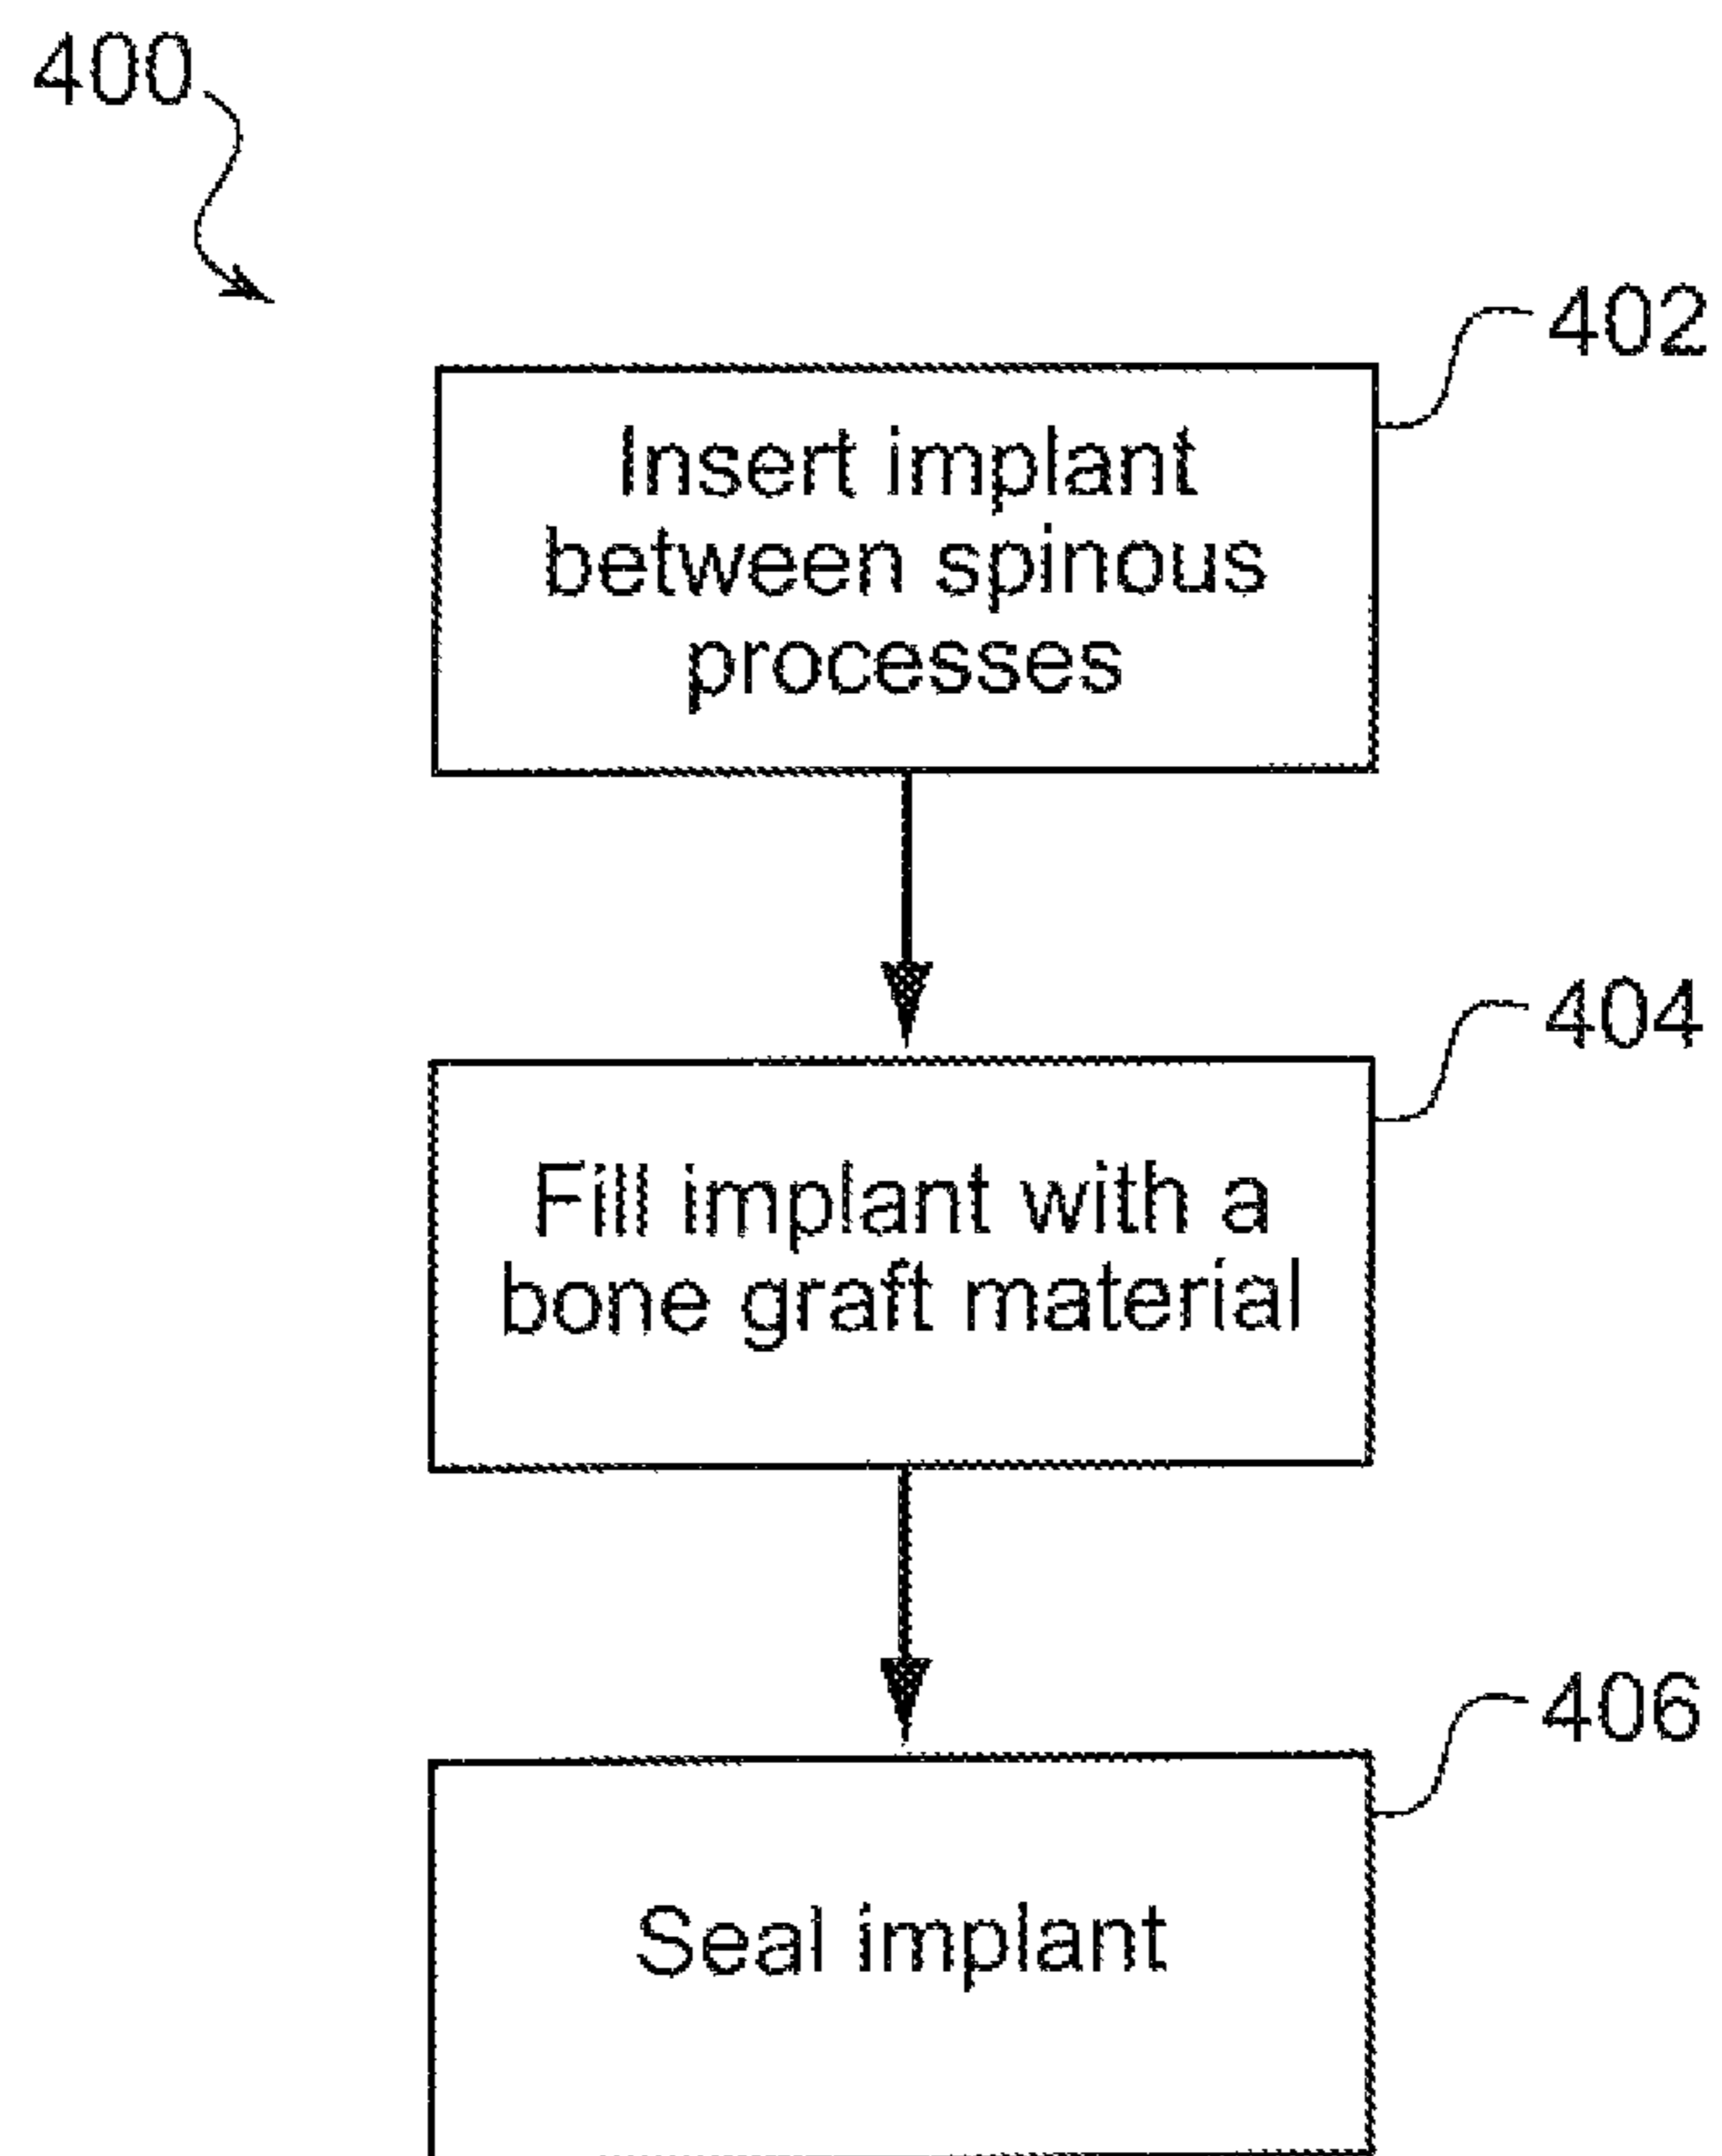 400
402
Insert implant
between spinous
processes
404
Fill implant with a
bone graft material
406
Seal implant